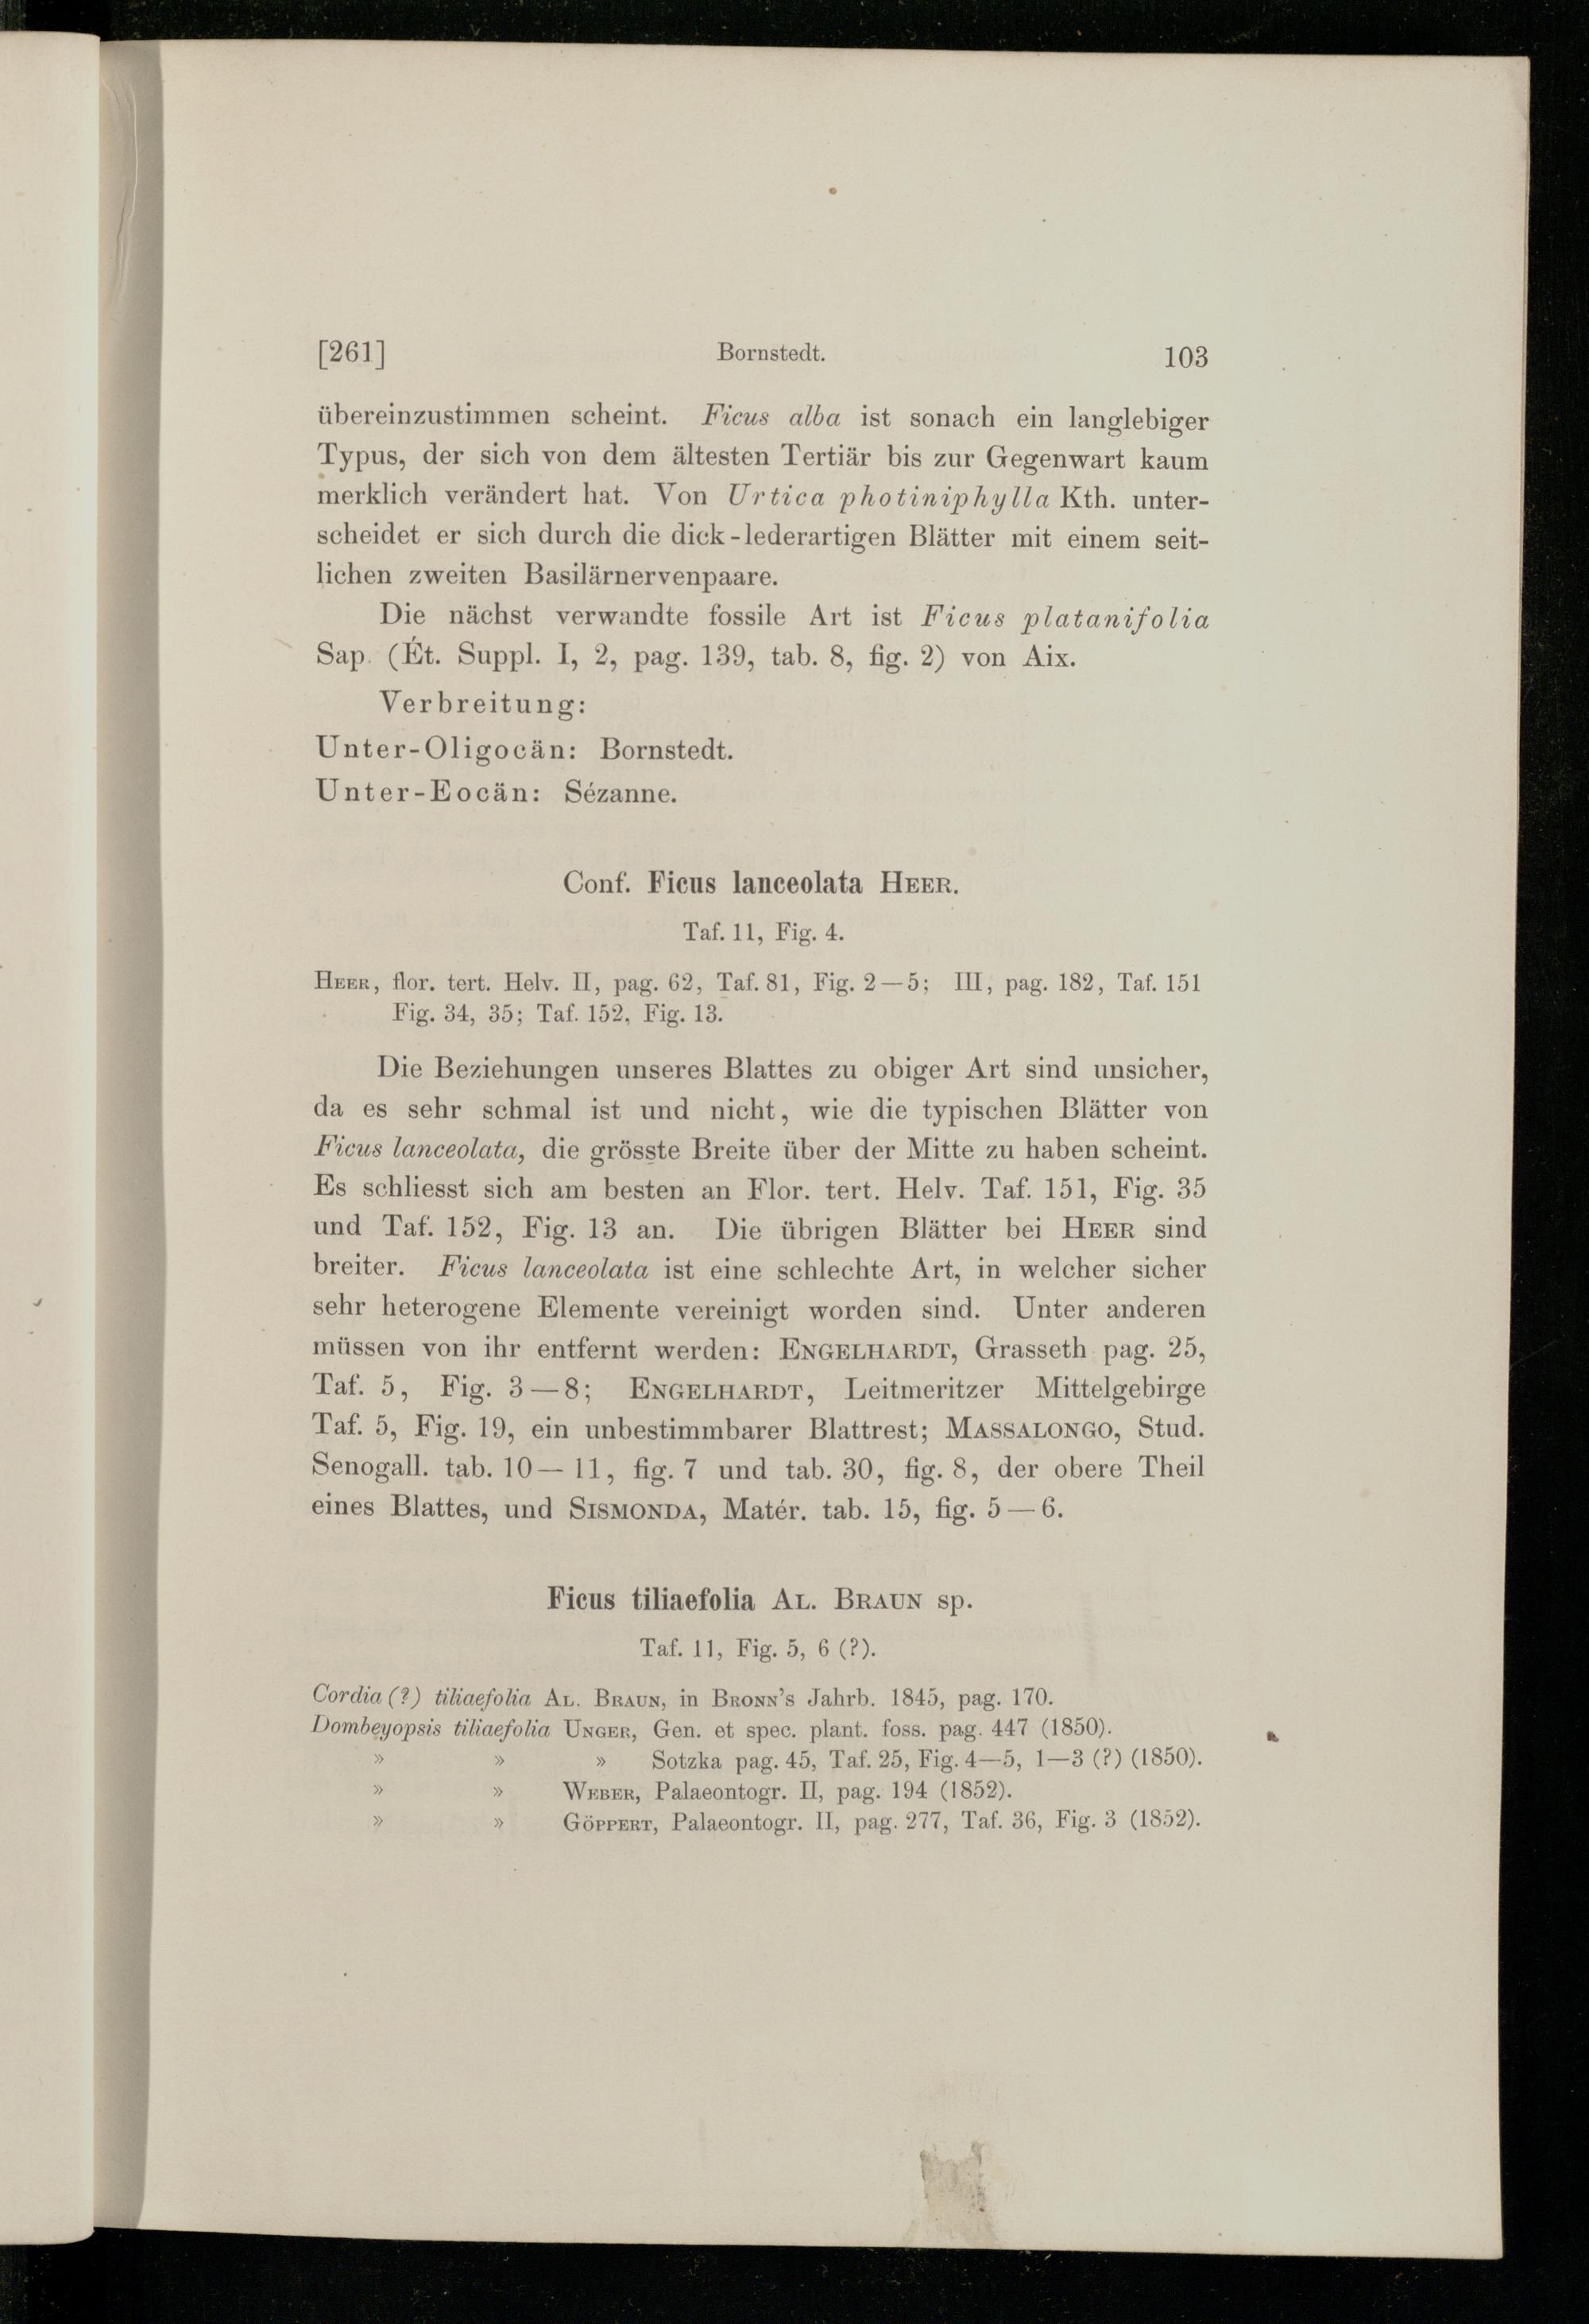 [261] Bornstedt. 103
übereinzustimmen scheint. Ficus alba ist sonach ein langlebiger
Typus, der sich von dem ältesten Tertiär bis zur Gegenwart kaum
merklich verändert hat. Von Urtica photiniphylla Kth. unter-
scheidet er sich durch die dick-lederartigen Blätter mit einem seit-
lichen zweiten Basilärnervenpaare.
Die nächst verwandte fossile Art ist Ficus platanifolia
Sap. (Ét. Suppl. I, 2, pag. 139, tab. 8, fig. 2) von Aix.
Verbreitung:
Unter-Oligocän: Bornstedt.
Unter-Eocän: Sézanne.
Conf. Ficus lanceolata HEER.
Taf. 11, Fig. 4.
HEER, flor. tert. Helv. II, pag. 62, Taf. 81, Fig. 2—5; III, pag. 182, Taf. 151
Fig. 34, 35; Taf. 152, Fig. 13.
Die Beziehungen unseres Blattes zu obiger Art sind unsicher,
da es sehr schmal ist und nicht, wie die typischen Blätter von
Ficus lanceolata, die grösste Breite über der Mitte zu haben scheint.
Es schliesst sich am besten an Flor. tert. Helv. Taf. 151, Fig. 35
und Taf. 152, Fig. 13 an. Die übrigen Blätter bei HEER sind
breiter. Ficus lanceolata ist eine schlechte Art, in welcher sicher
sehr heterogene Elemente vereinigt worden sind. Unter anderen
müssen von ihr entfernt werden: ENGELHARDT, Grasseth pag. 25,
Taf. 5, Fig. 3—8; ENGELHARDT, Leitmeritzer Mittelgebirge
Taf. 5, Fig. 19, ein unbestimmbarer Blattrest; MASSALONGO, Stud.
Senogall. tab. 10—11, fig. 7 und tab. 30, fig. 8, der obere Theil
eines Blattes, und SISMONDA, Matér. tab. 15, fig. 5—6.
Ficus tiliaefolia AL. BRAUN sp.
Taf. 11, Fig. 5, 6 (?).
Cordia (?) tiliaefolia AL. BRAUN, in BRONN's Jahrb. 1845, pag. 170.
Dombeyopsis tiliaefolia UNGER, Gen. et spec. plant. foss. pag. 447 (1850).
» » » Sotzka pag. 45, Taf. 25, Fig. 4—5, 1—3 (?) (1850).
» » WEBER, Palaeontogr. II, pag. 194 (1852).
» » GÖPPERT, Palaeontogr. II, pag. 277, Taf. 36, Fig. 3 (1852).